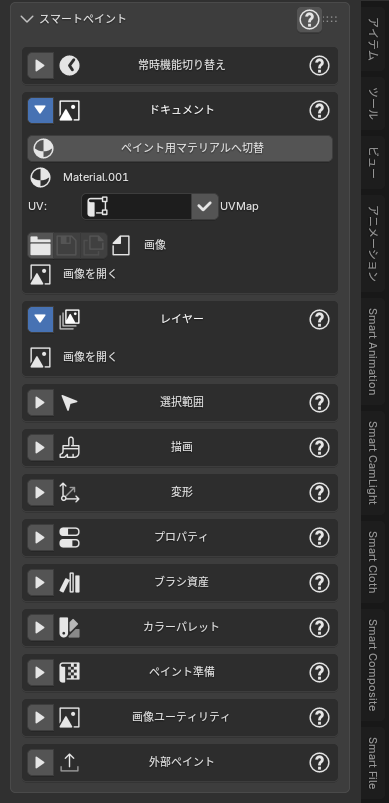 スマートペイント
常時機能切り替え
ドキュメント
ペイント用マテリアルへ切替
Material.001
UV:
UVMap
画像
画像を開く
レイヤー
画像を開く
選択範囲
描画
変形
プロパティ
ブラシ資産
カラーパレット
ペイント準備
画像ユーティリティ
外部ペイント
アイテム
ツール
ビュー
アニメーション
Smart Animation
Smart CamLight
Smart Cloth
Smart Composite
Smart File